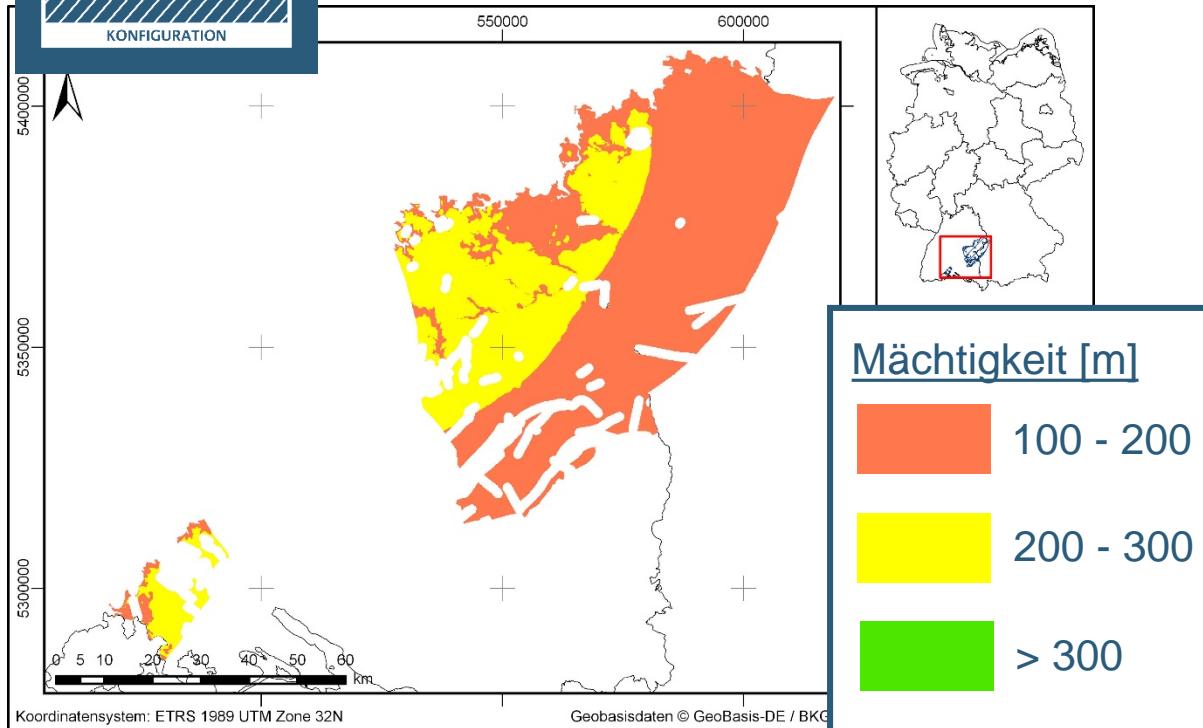 KONFIGURATION
550000 600000
5400000
5350000
5300000
0 5 10 20 30 40 50 60
km
Koordinatensystem: ETRS 1989 UTM Zone 32N
Geobasisdaten © GeoBasis-DE / BKG
Mächtigkeit [m]
100 - 200
200 - 300
> 300